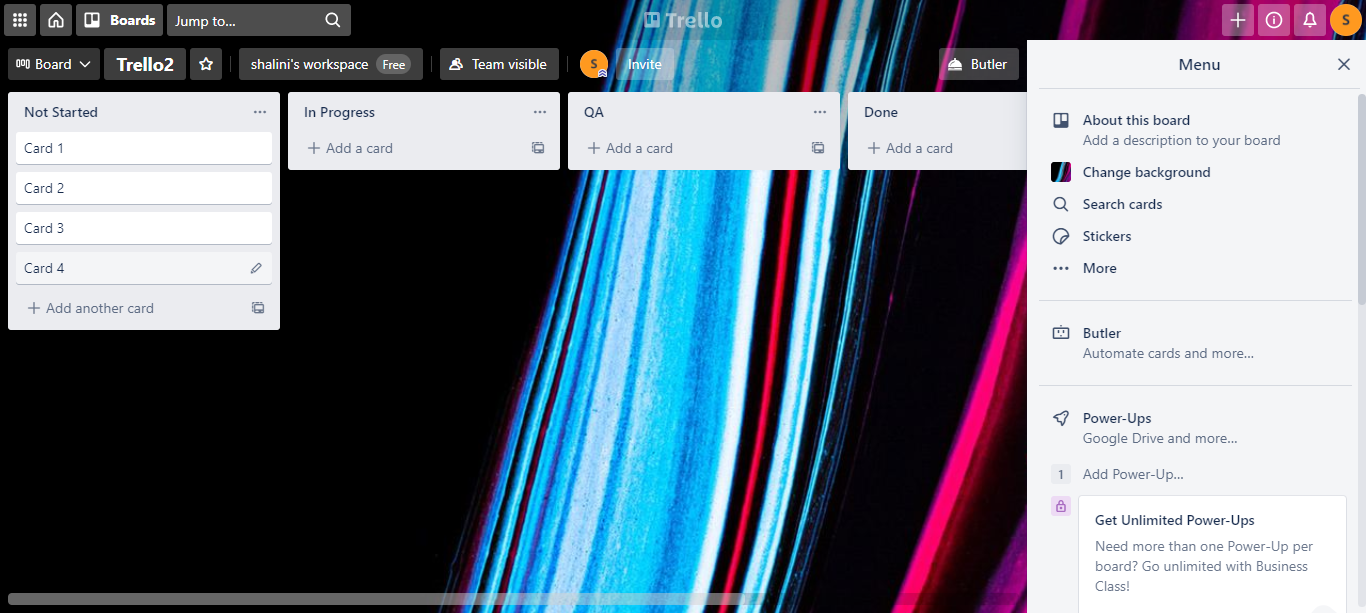 Boards
Jump to...
Trello
S
Board
Trello2
shalini's workspace Free
Team visible
S
Invite
Butler
Not Started
Card 1
Card 2
Card 3
Card 4
Add another card
In Progress
Add a card
QA
Add a card
Done
Add a card
Menu
About this board
Add a description to your board
Change background
Search cards
Stickers
More
Butler
Automate cards and more...
Power-Ups
Google Drive and more...
1 Add Power-Up...
Get Unlimited Power-Ups
Need more than one Power-Up per
board? Go unlimited with Business
Class!